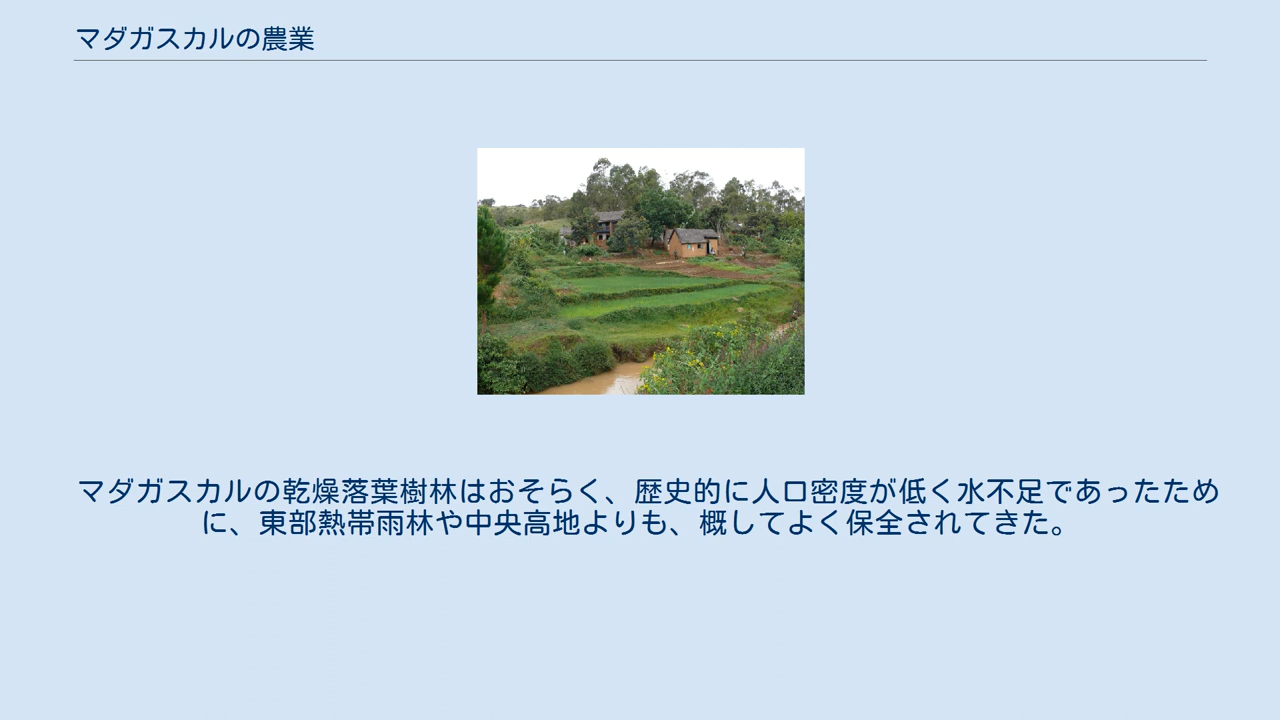 マダガスカルの農業
マダガスカルの乾燥落葉樹林はおそらく、歴史的に人口密度が低く水不足であったため
に、東部熱帯雨林や中央高地よりも、概してよく保全されてきた。